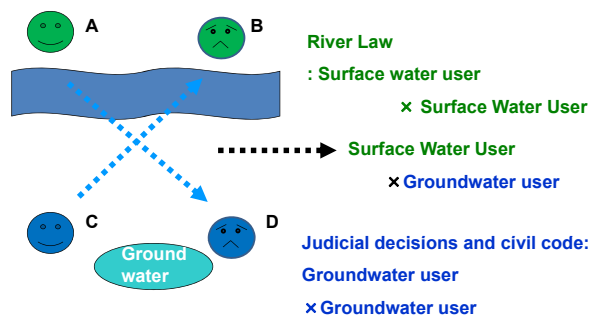 A
B
River Law
: Surface water user
× Surface Water User
Surface Water User
×Groundwater user
C
D
Ground
water
Judicial decisions and civil code:
Groundwater user
×Groundwater user